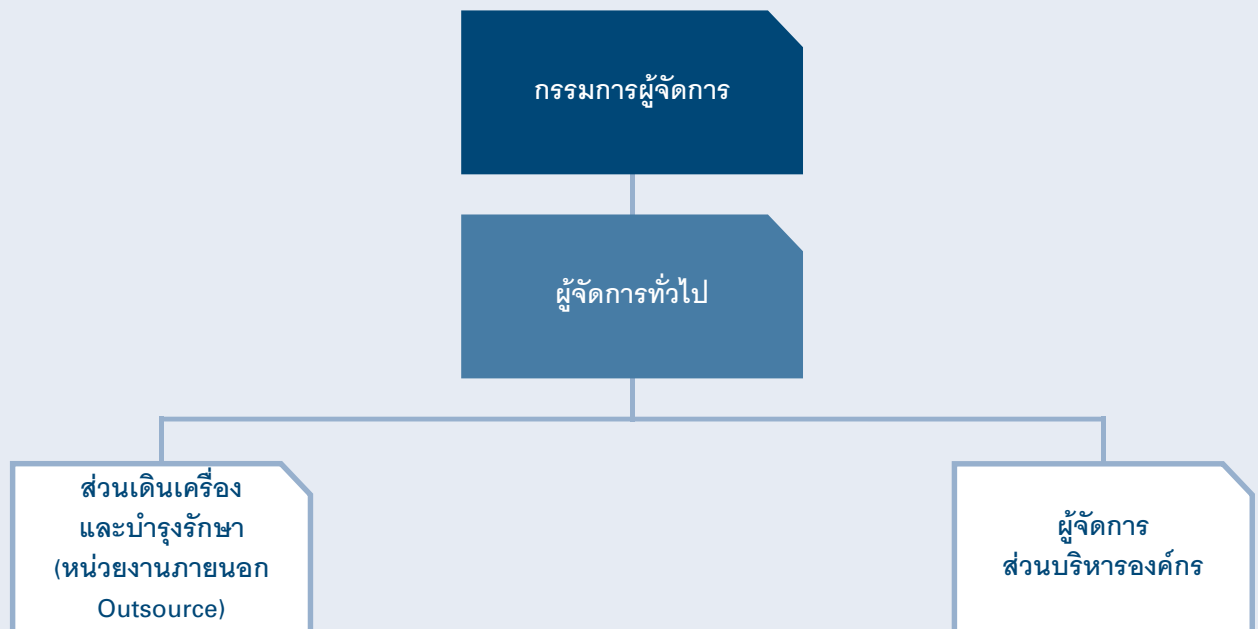 กรรมการผู้จัดการ
ผู้จัดการทั่วไป
ส่วนเดินเครื่อง
และบำรุงรักษา
(หน่วยงานภายนอก
Outsource)
ผู้จัดการ
ส่วนบริหารองค์กร